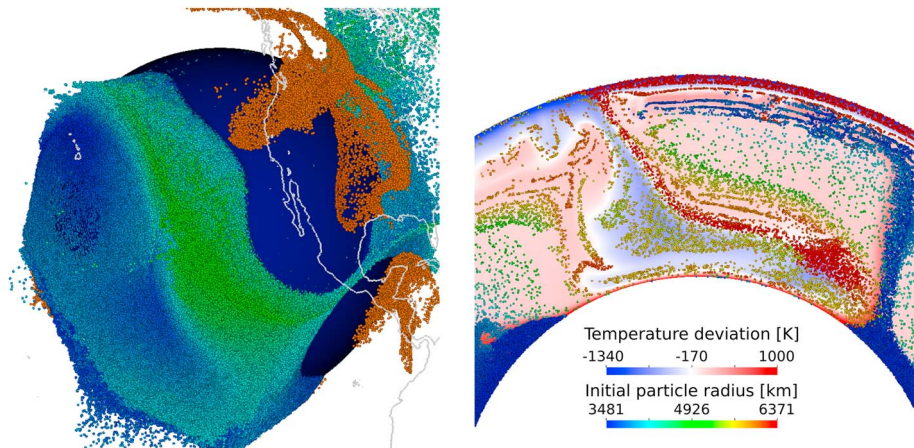 Temperature deviation [K]
-1340 -170 1000
Initial particle radius [km]
3481 4926 6371